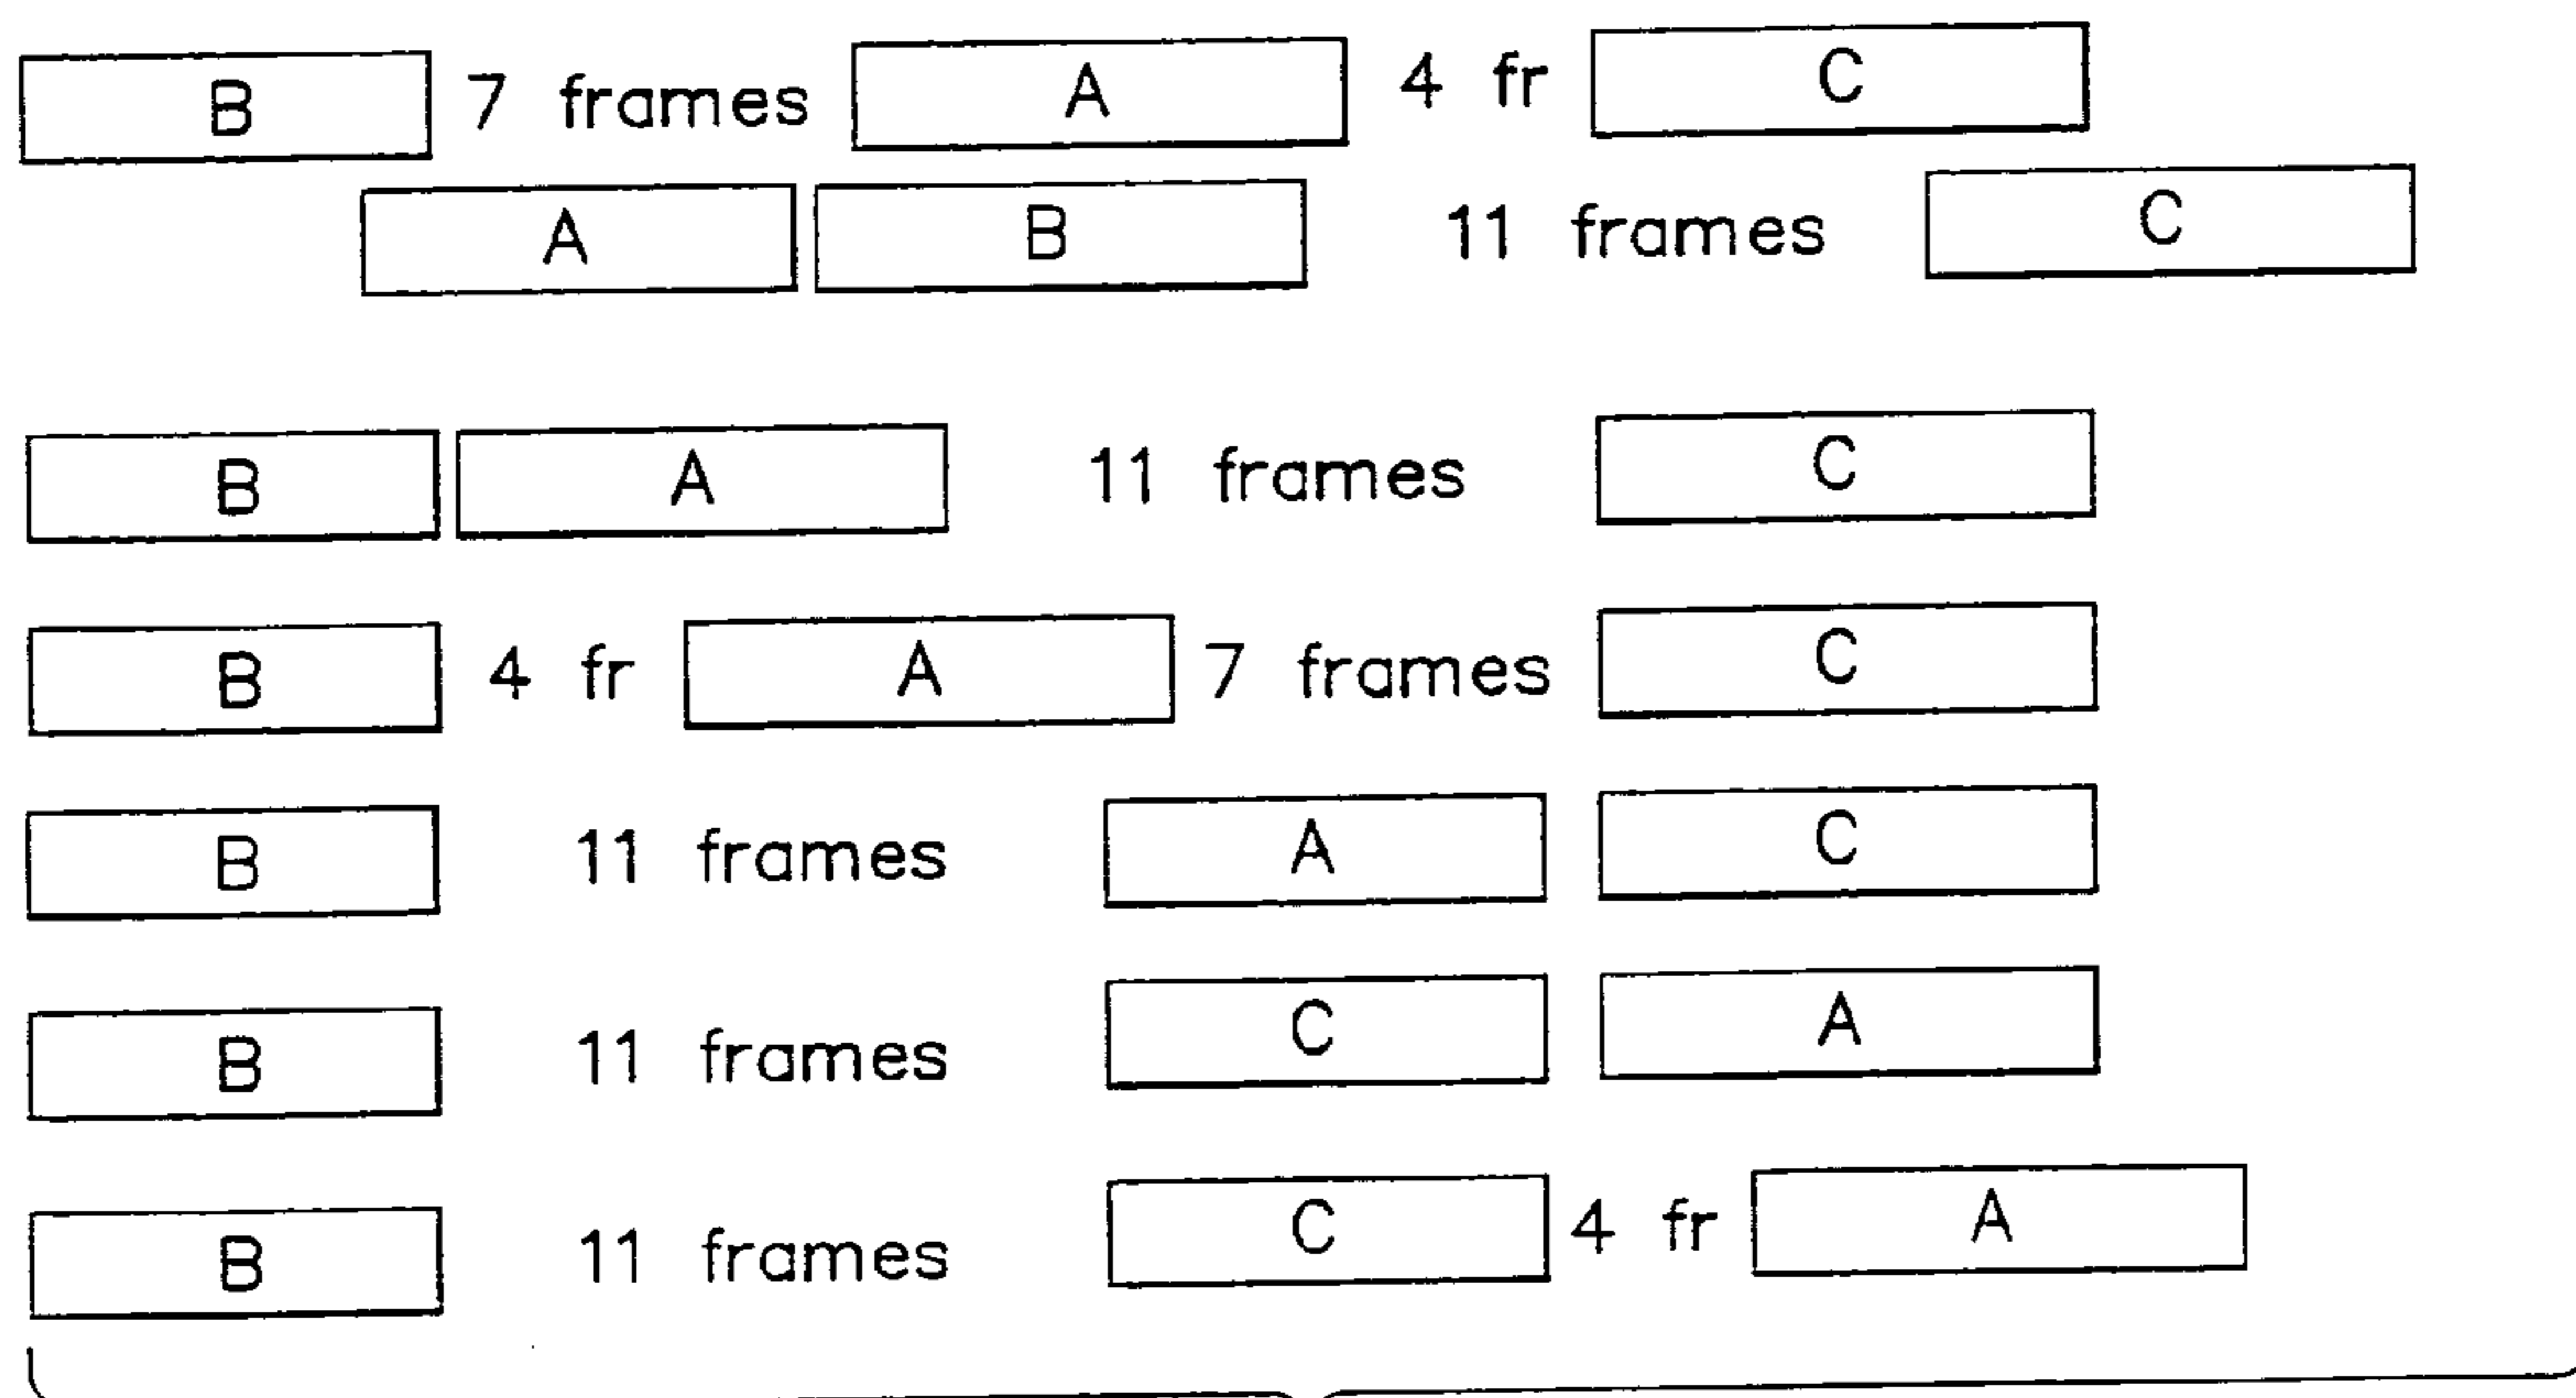 B 7 frames A 4 fr C
A B 11 frames C
B A 11 frames C
B 4 fr A 7 frames C
B 11 frames A C
B 11 frames C A
B 11 frames C 4 fr A